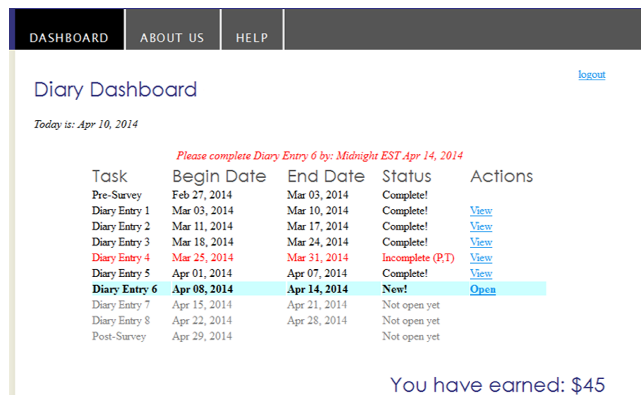 DASHBOARD ABOUT US HELP
logout
Diary Dashboard
Today is: Apr 10, 2014
Please complete Diary Entry 6 by: Midnight EST Apr 14, 2014
Task Begin Date End Date Status Actions
Pre-Survey Feb 27, 2014 Mar 03, 2014 Complete!
Diary Entry 1 Mar 03, 2014 Mar 10, 2014 Complete! View
Diary Entry 2 Mar 11, 2014 Mar 17, 2014 Complete! View
Diary Entry 3 Mar 18, 2014 Mar 24, 2014 Complete! View
Diary Entry 4 Mar 25, 2014 Mar 31, 2014 Incomplete (P,T) View
Diary Entry 5 Apr 01, 2014 Apr 07, 2014 Complete! View
Diary Entry 6 Apr 08, 2014 Apr 14, 2014 New! Open
Diary Entry 7 Apr 15, 2014 Apr 21, 2014 Not open yet
Diary Entry 8 Apr 22, 2014 Apr 28, 2014 Not open yet
Post-Survey Apr 29, 2014 Not open yet
You have earned: $45